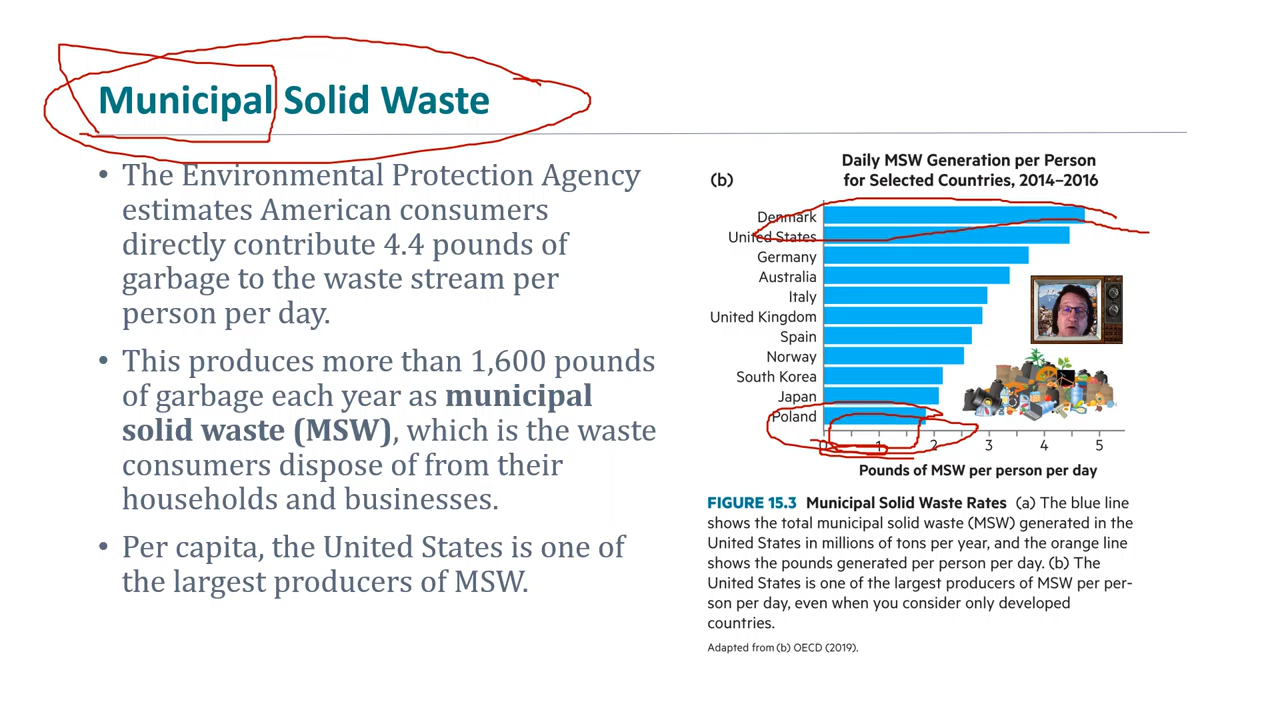 Municipal Solid Waste
• The Environmental Protection Agency
estimates American consumers
directly contribute 4.4 pounds of
garbage to the waste stream per
person per day.
• This produces more than 1,600 pounds
of garbage each year as municipal
solid waste (MSW), which is the waste
consumers dispose of from their
households and businesses.
• Per capita, the United States is one of
the largest producers of MSW.
(b)
Daily MSW Generation per Person
for Selected Countries, 2014–2016
Denmark
United States
Germany
Australia
Italy
United Kingdom
Spain
Norway
South Korea
Japan
Poland
0 1 2 3 4 5
Pounds of MSW per person per day
FIGURE 15.3 Municipal Solid Waste Rates (a) The blue line
shows the total municipal solid waste (MSW) generated in the
United States in millions of tons per year, and the orange line
shows the pounds generated per person per day. (b) The
United States is one of the largest producers of MSW per per-
son per day, even when you consider only developed
countries.
Adapted from (b) OECD (2019).